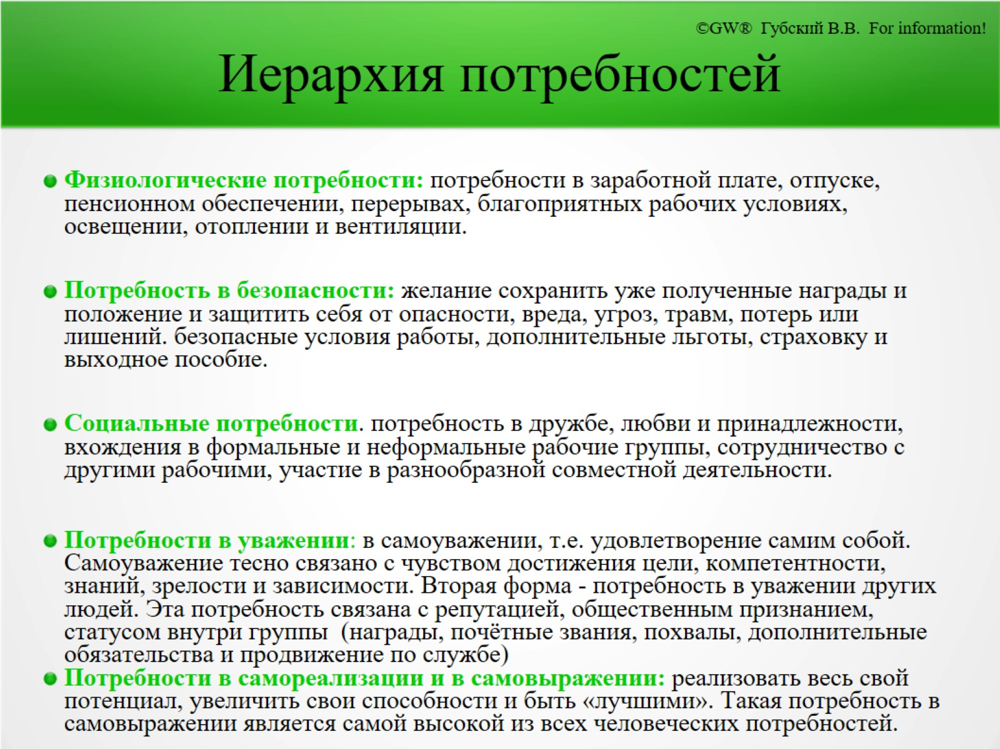 ©GW® Губский В.В. For information!
Иерархия потребностей
Физиологические потребности: потребности в заработной плате, отпуске,
пенсионном обеспечении, перерывах, благоприятных рабочих условиях,
освещении, отоплении и вентиляции.
Потребность в безопасности: желание сохранить уже полученные награды и
положение и защитить себя от опасности, вреда, угроз, травм, потерь или
лишений. безопасные условия работы, дополнительные льготы, страховку и
выходное пособие.
Социальные потребности. потребность в дружбе, любви и принадлежности,
вхождения в формальные и неформальные рабочие группы, сотрудничество с
другими рабочими, участие в разнообразной совместной деятельности.
Потребности в уважении: в самоуважении, т.е. удовлетворение самим собой.
Самоуважение тесно связано с чувством достижения цели, компетентности,
знаний, зрелости и зависимости. Вторая форма - потребность в уважении других
людей. Эта потребность связана с репутацией, общественным признанием,
статусом внутри группы (награды, почётные звания, похвалы, дополнительные
обязательства и продвижение по службе)
Потребности в самореализации и в самовыражении: реализовать весь свой
потенциал, увеличить свои способности и быть «лучшими». Такая потребность в
самовыражении является самой высокой из всех человеческих потребностей.